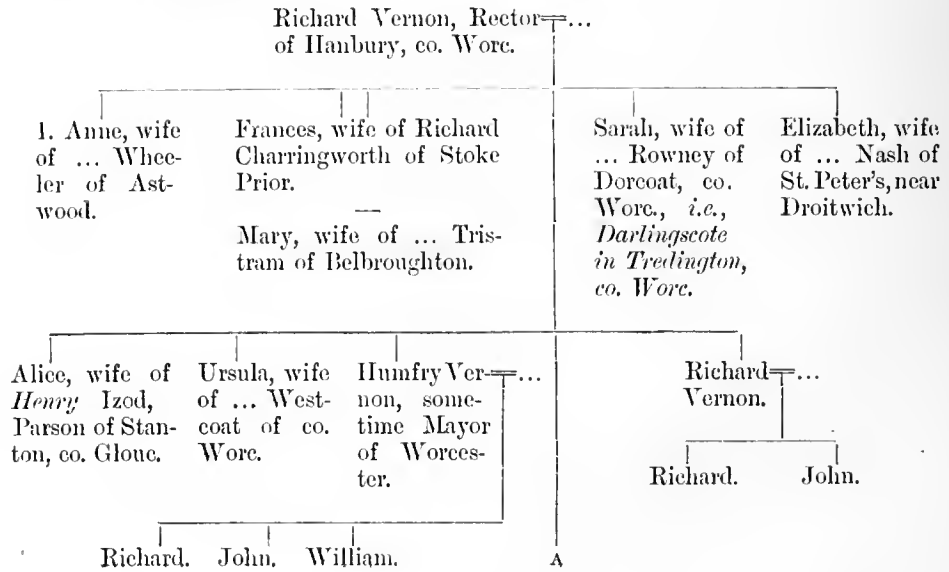 Richard Vernon, Rector=...
of Hanbury, co. Worc.
1. Anne, wife
of ... Whee-
ler of Ast-
wood.
Frances, wife of Richard
Charringworth of Stoke
Prior.
—
Mary, wife of ... Tris-
tram of Belbroughton.
Sarah, wife of
... Rowney of
Dorcoat, co.
Worc., i.e.,
Darlingscote
in Tredington,
co. Worc.
Elizabeth, wife
of ... Nash of
St. Peter's, near
Droitwich.
Alice, wife of
Henry Izod,
Parson of Stan-
ton, co. Glouc.
Ursula, wife
of ... West-
coat of co.
Worc.
Humfry Ver-=...
non, some-
time Mayor
of Worces-
ter.
Richard=...
Vernon.
Richard. John.
Richard. John. William.
A